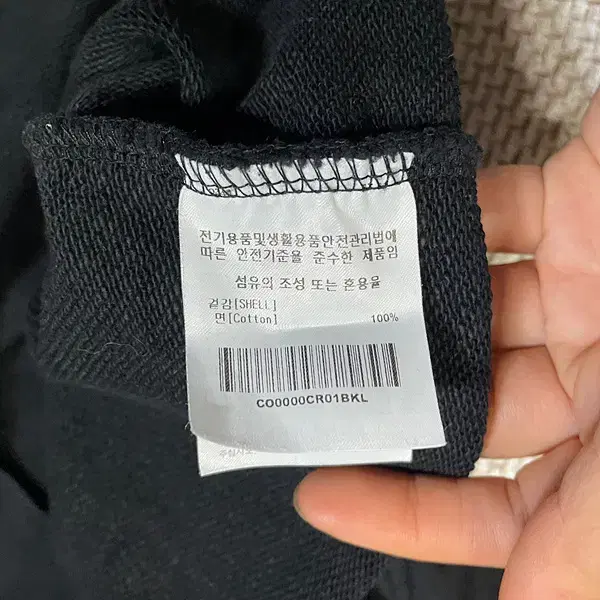 전기용품및생활용품안전관리법에
따른 안전기준을 준수한 제품임
섬유의 조성 또는 혼용율
겉감[SHELL]
면[Cotton] 100%
CO0000CR01BKL